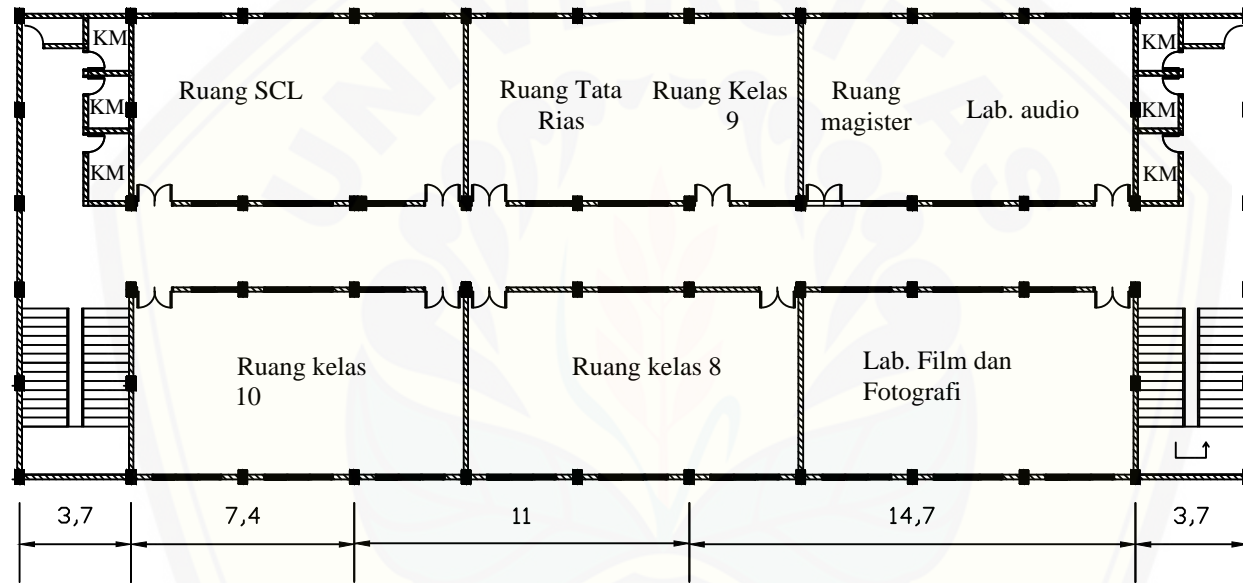 KM
KM
KM
Ruang SCL
Ruang Tata
Rias
Ruang Kelas
9
Ruang
magister
Lab. audio
KM
KM
KM
Ruang kelas
10
Ruang kelas 8
Lab. Film dan
Fotografi
3,7
7,4
11
14,7
3,7
UNIVERSITAS